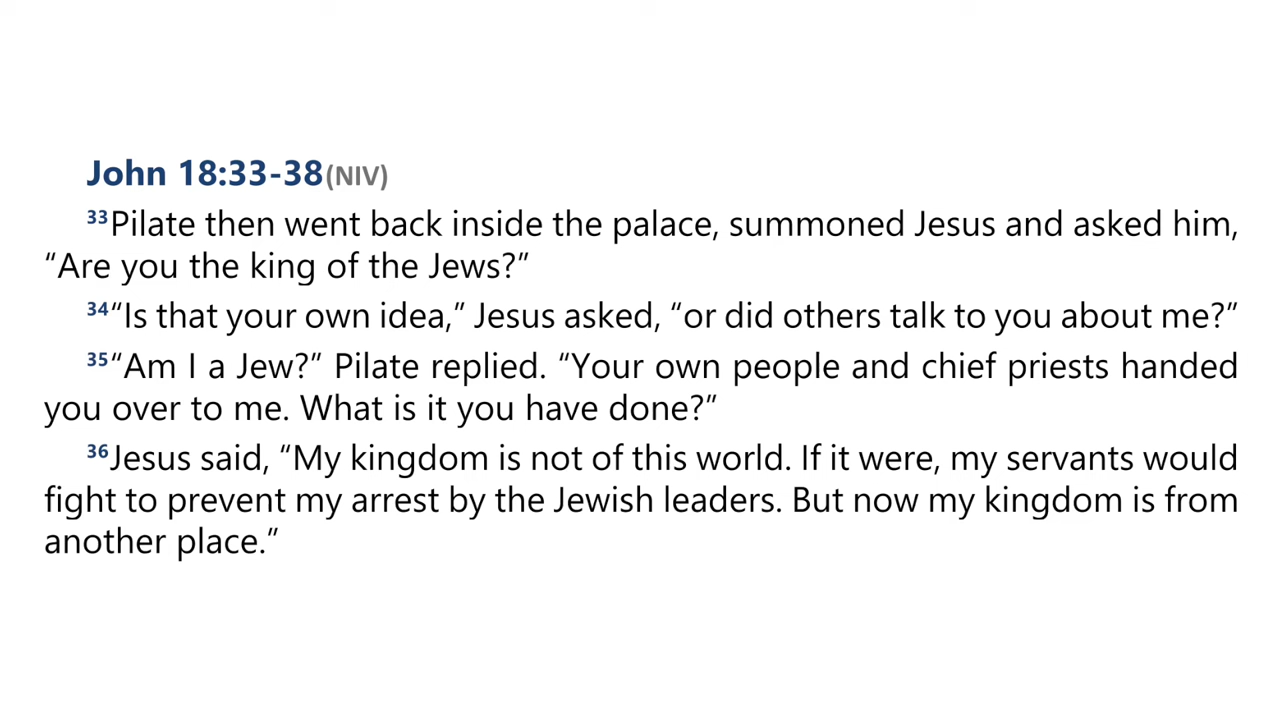 John 18:33-38(NIV)
33Pilate then went back inside the palace, summoned Jesus and asked him,
“Are you the king of the Jews?”
34“Is that your own idea,” Jesus asked, “or did others talk to you about me?”
35“Am I a Jew?” Pilate replied. “Your own people and chief priests handed
you over to me. What is it you have done?”
36Jesus said, “My kingdom is not of this world. If it were, my servants would
fight to prevent my arrest by the Jewish leaders. But now my kingdom is from
another place.”